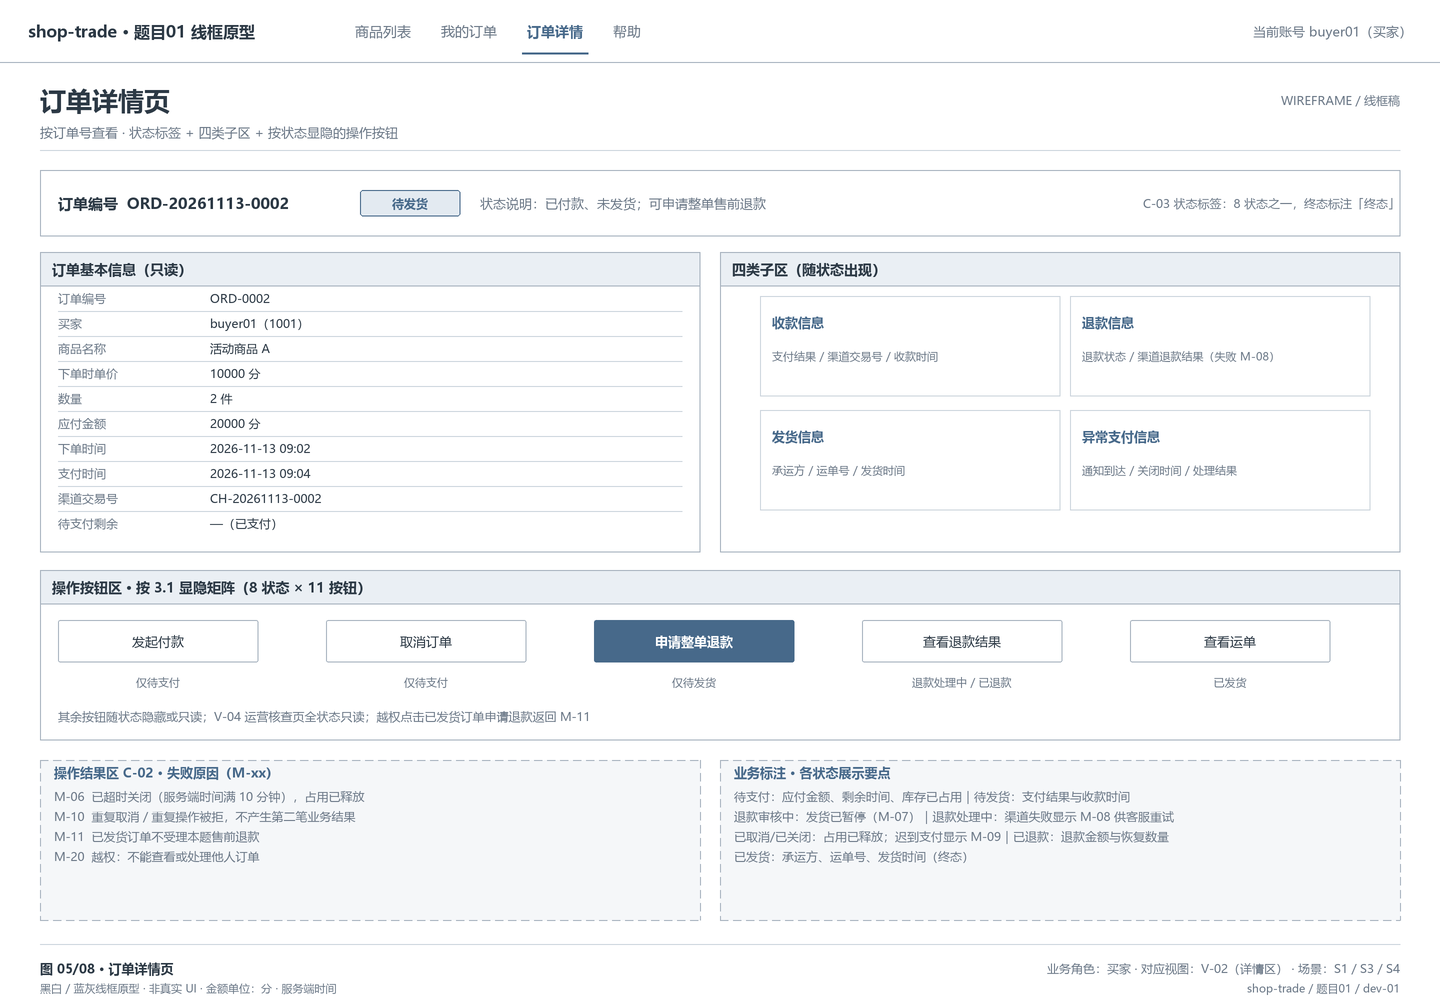 shop-trade • 题目01 线框原型
商品列表 我的订单 订单详情 帮助
当前账号 buyer01（买家）
订单详情页
WIREFRAME / 线框稿
按订单号查看 · 状态标签 + 四类子区 + 按状态显隐的操作按钮
订单编号 ORD-20261113-0002
待发货
状态说明：已付款、未发货；可申请整单售前退款
C-03 状态标签：8 状态之一，终态标注「终态」
订单基本信息（只读）
订单编号 ORD-0002
买家 buyer01（1001）
商品名称 活动商品 A
下单时单价 10000 分
数量 2 件
应付金额 20000 分
下单时间 2026-11-13 09:02
支付时间 2026-11-13 09:04
渠道交易号 CH-20261113-0002
待支付剩余 —（已支付）
四类子区（随状态出现）
收款信息
支付结果 / 渠道交易号 / 收款时间
退款信息
退款状态 / 渠道退款结果（失败 M-08）
发货信息
承运方 / 运单号 / 发货时间
异常支付信息
通知到达 / 关闭时间 / 处理结果
操作按钮区 • 按 3.1 显隐矩阵（8 状态 × 11 按钮）
发起付款
仅待支付
取消订单
仅待支付
申请整单退款
仅待发货
查看退款结果
退款处理中 / 已退款
查看运单
已发货
其余按钮随状态隐藏或只读；V-04 运营核查页全状态只读；越权点击已发货订单申请退款返回 M-11
操作结果区 C-02 • 失败原因（M-xx）
M-06 已超时关闭（服务端时间满 10 分钟），占用已释放
M-10 重复取消 / 重复操作被拒，不产生第二笔业务结果
M-11 已发货订单不受理本题售前退款
M-20 越权：不能查看或处理他人订单
业务标注 • 各状态展示要点
待支付：应付金额、剩余时间、库存已占用 | 待发货：支付结果与收款时间
退款审核中：发货已暂停（M-07） | 退款处理中：渠道失败显示 M-08 供客服重试
已取消/已关闭：占用已释放；迟到支付显示 M-09 | 已退款：退款金额与恢复数量
已发货：承运方、运单号、发货时间（终态）
图 05/08 • 订单详情页
黑白 / 蓝灰线框原型 · 非真实 UI · 金额单位：分 · 服务端时间
业务角色：买家 · 对应视图：V-02（详情区） · 场景：S1 / S3 / S4
shop-trade / 题目01 / dev-01